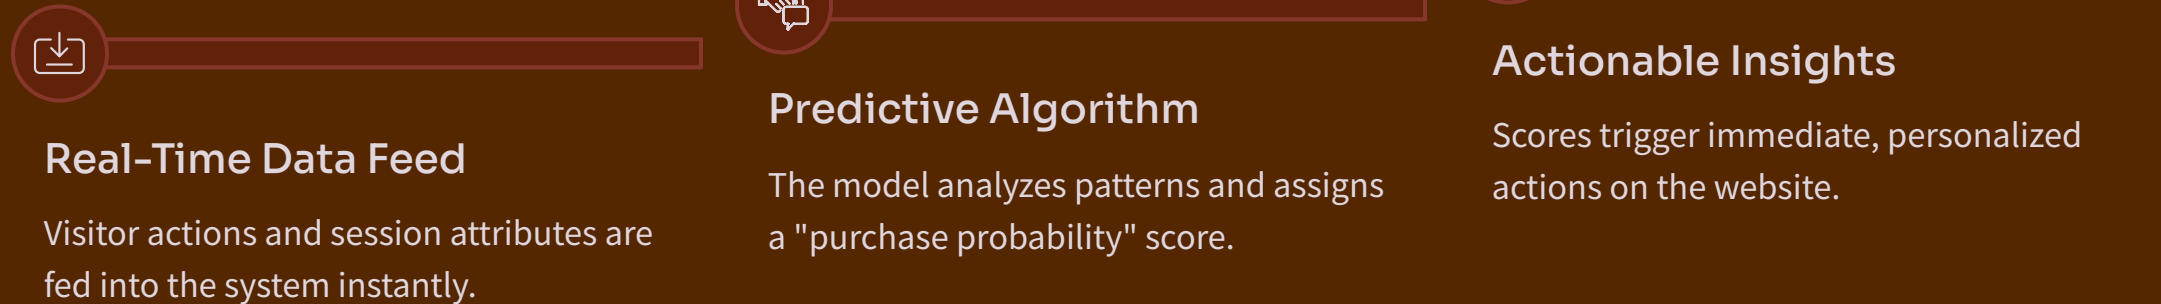 Real-Time Data Feed
Visitor actions and session attributes are
fed into the system instantly.
Predictive Algorithm
The model analyzes patterns and assigns
a "purchase probability" score.
Actionable Insights
Scores trigger immediate, personalized
actions on the website.